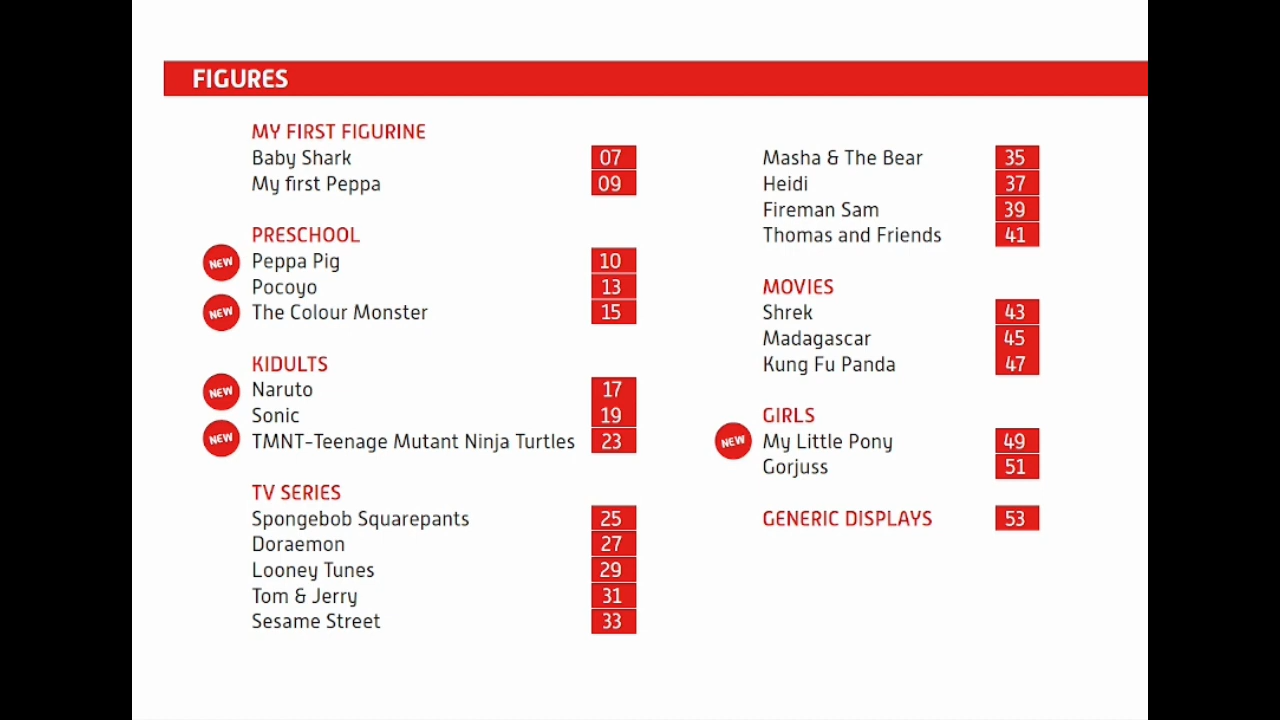 FIGURES
MY FIRST FIGURINE
Baby Shark 07
My first Peppa 09
PRESCHOOL
NEW Peppa Pig 10
Pocoyo 13
NEW The Colour Monster 15
KIDULTS
NEW Naruto 17
Sonic 19
NEW TMNT-Teenage Mutant Ninja Turtles 23
TV SERIES
Spongebob Squarepants 25
Doraemon 27
Looney Tunes 29
Tom & Jerry 31
Sesame Street 33
Masha & The Bear 35
Heidi 37
Fireman Sam 39
Thomas and Friends 41
MOVIES
Shrek 43
Madagascar 45
Kung Fu Panda 47
GIRLS
NEW My Little Pony 49
Gorjuss 51
GENERIC DISPLAYS 53